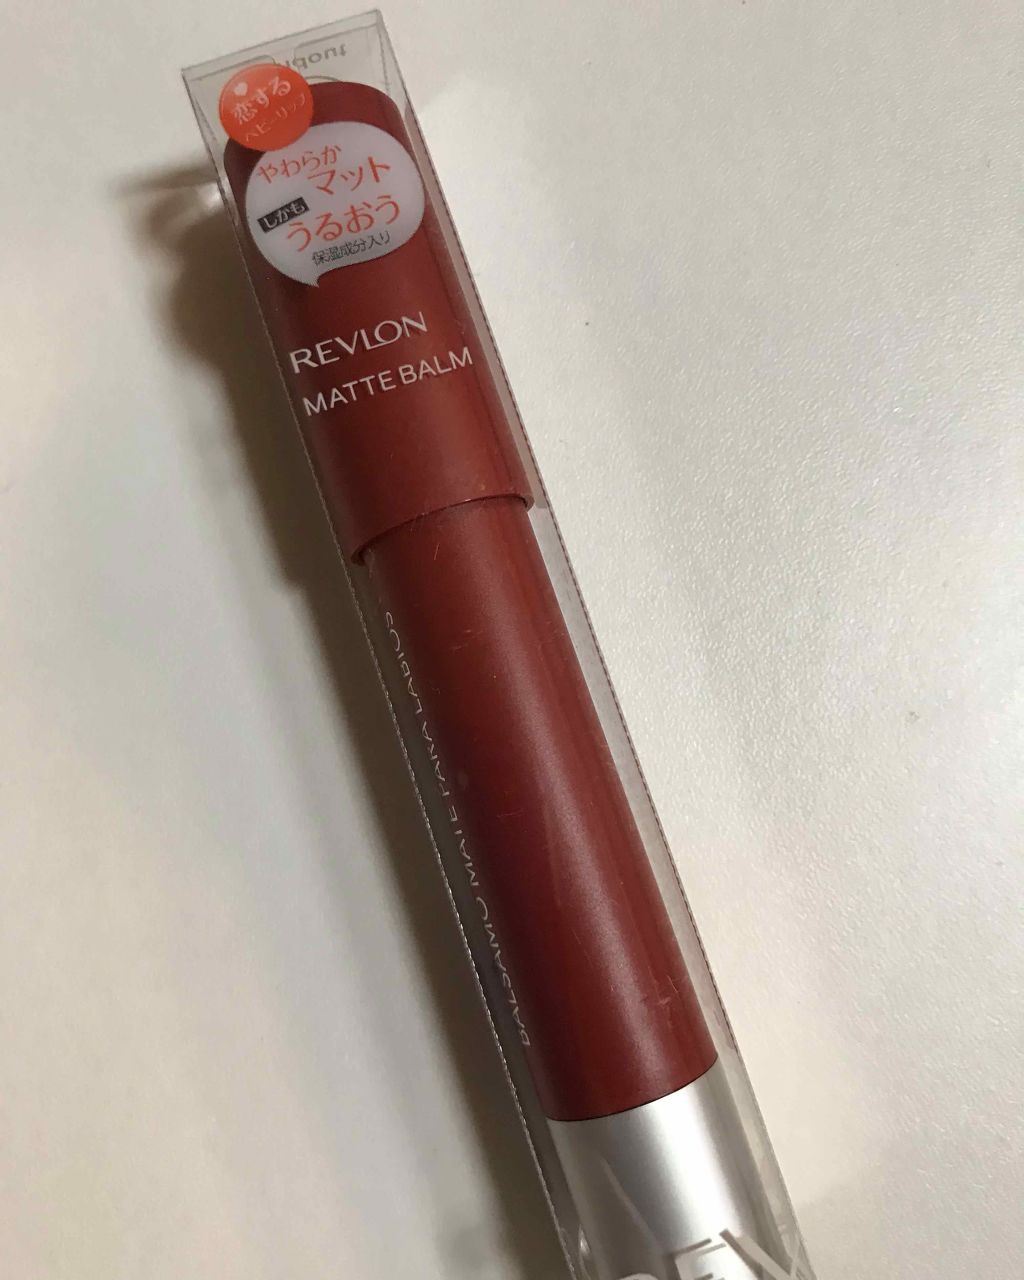 恋する
ベビーリップ
やわらか
マット
しかも
うるおう
保湿成分入り
REVLON
MATTE BALM
BALSAMO MATE PARA LABIOS
REV